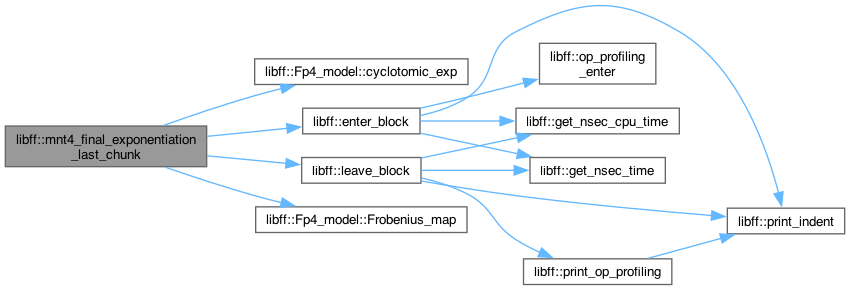 libff::mnt4_final_exponentiation
_last_chunk
libff::Fp4_model::cyclotomic_exp
libff::enter_block
libff::leave_block
libff::Fp4_model::Frobenius_map
libff::op_profiling
_enter
libff::get_nsec_cpu_time
libff::get_nsec_time
libff::print_op_profiling
libff::print_indent